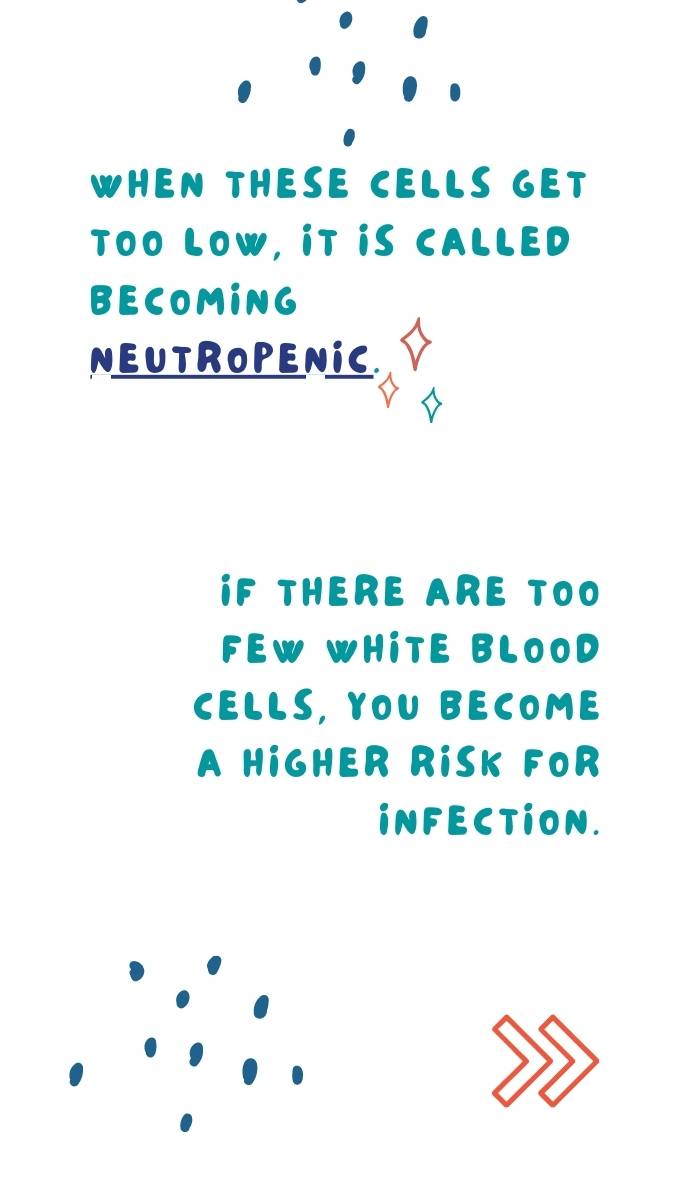 WHEN THESE CELLS GET
TOO LOW, IT IS CALLED
BECOMING
NEUTROPENIC.
IF THERE ARE TOO
FEW WHITE BLOOD
CELLS, YOU BECOME
A HIGHER RISK FOR
INFECTION.